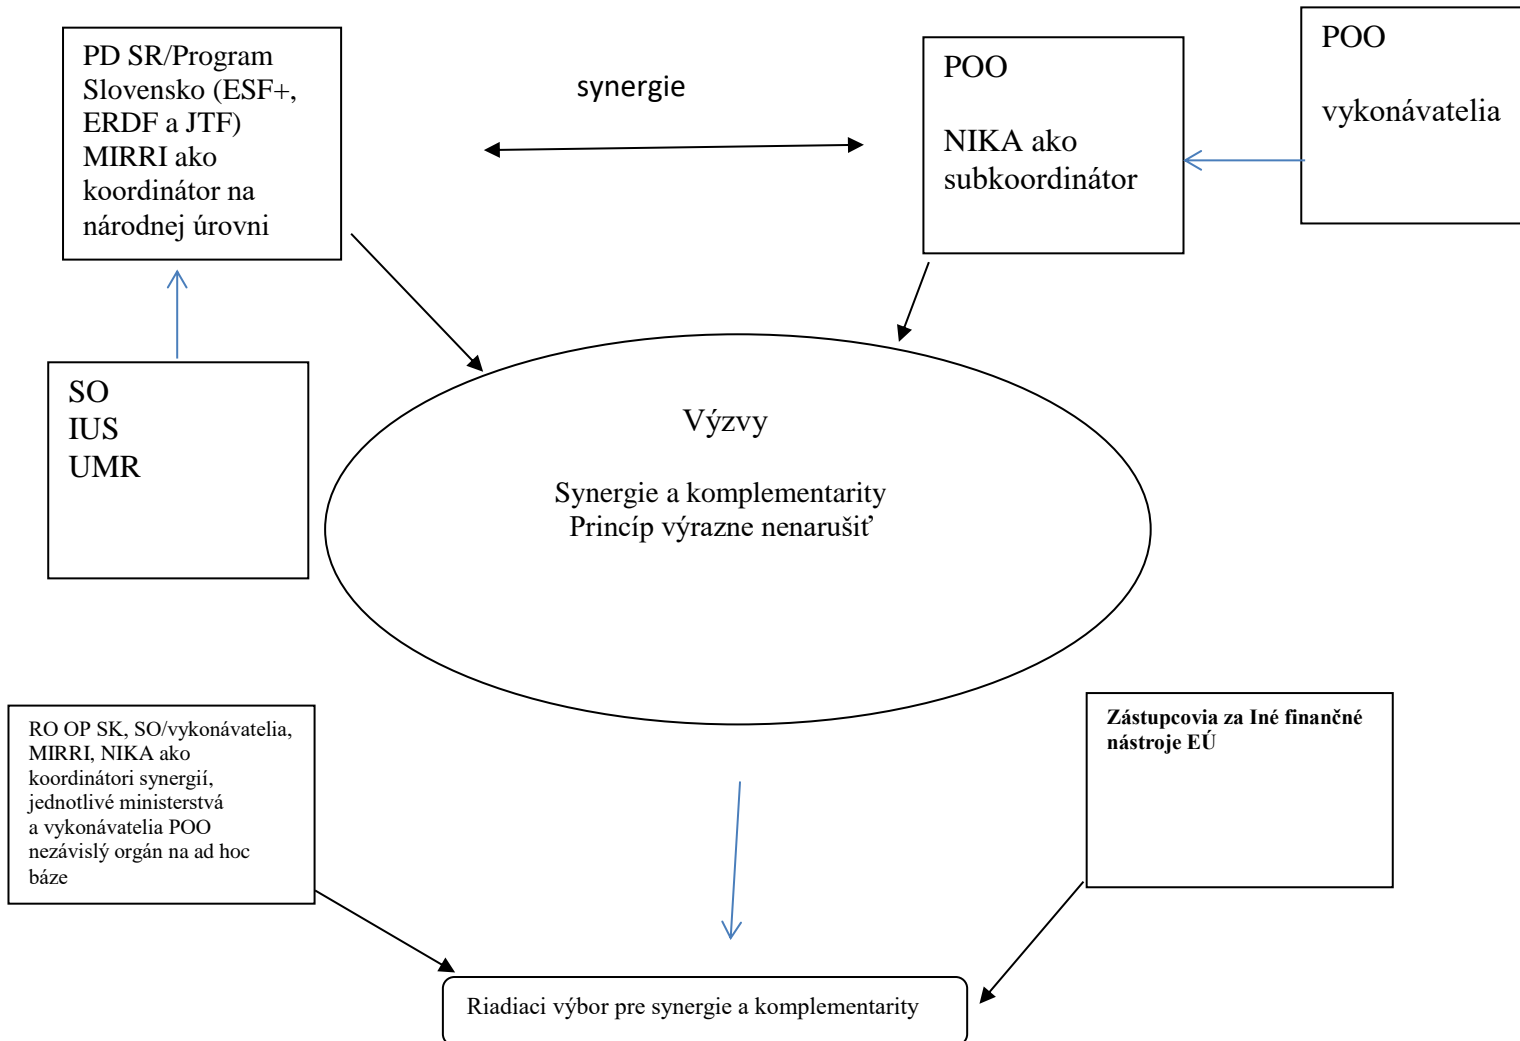 PD SR/Program
Slovensko (ESF+,
ERDF a JTF)
MIRRI ako
koordinátor na
národnej úrovni
synergie
POO
NIKA ako
subkoordinátor
POO
vykonávatelia
SO
IUS
UMR
Výzvy
Synergie a komplementarity
Princíp výrazne nenarušiť
RO OP SK, SO/vykonávatelia,
MIRRI, NIKA ako
koordinátori synergií,
jednotlivé ministerstvá
a vykonávatelia POO
nezávislý orgán na ad hoc
báze
Zástupcovia za Iné finančné
nástroje EÚ
Riadiaci výbor pre synergie a komplementarity